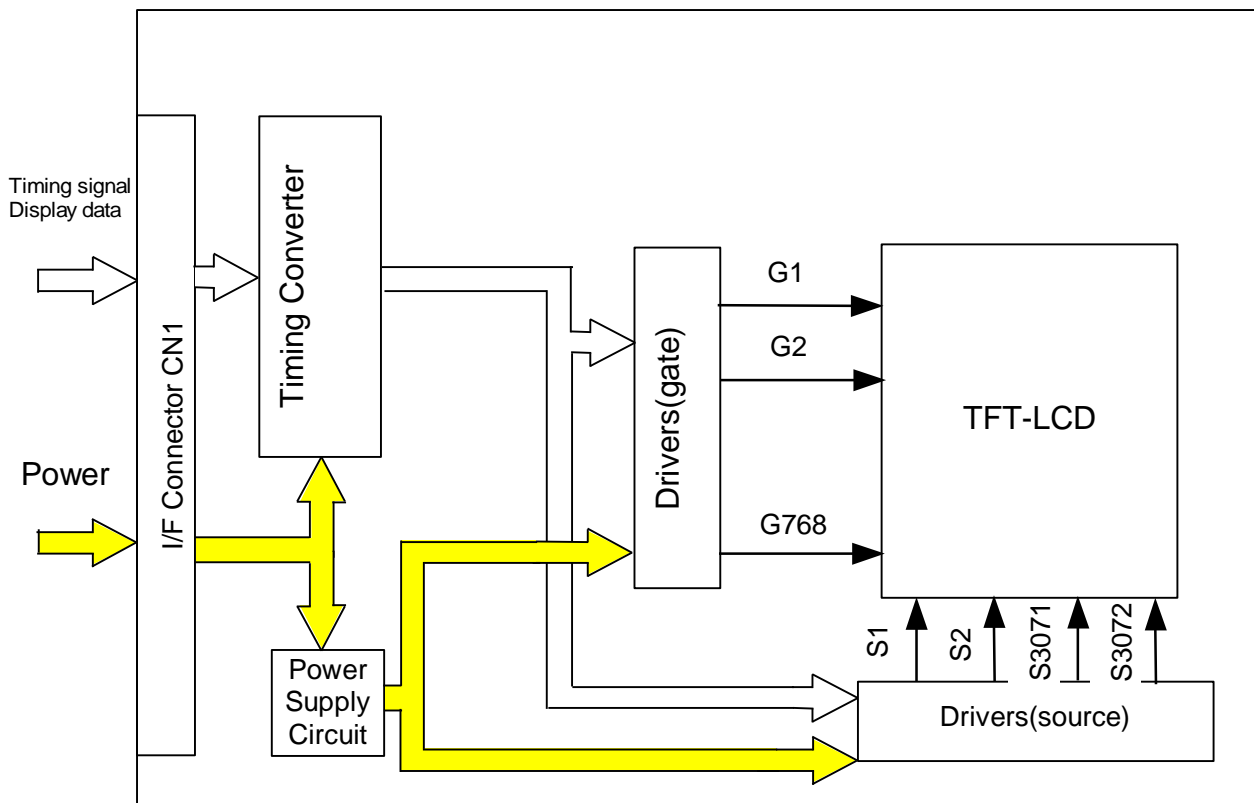 Timing signal
Display data
Power
I/F Connector CN1
Timing Converter
Power
Supply
Circuit
Drivers(gate)
G1
G2
G768
TFT-LCD
S1
S2
S3071
S3072
Drivers(source)